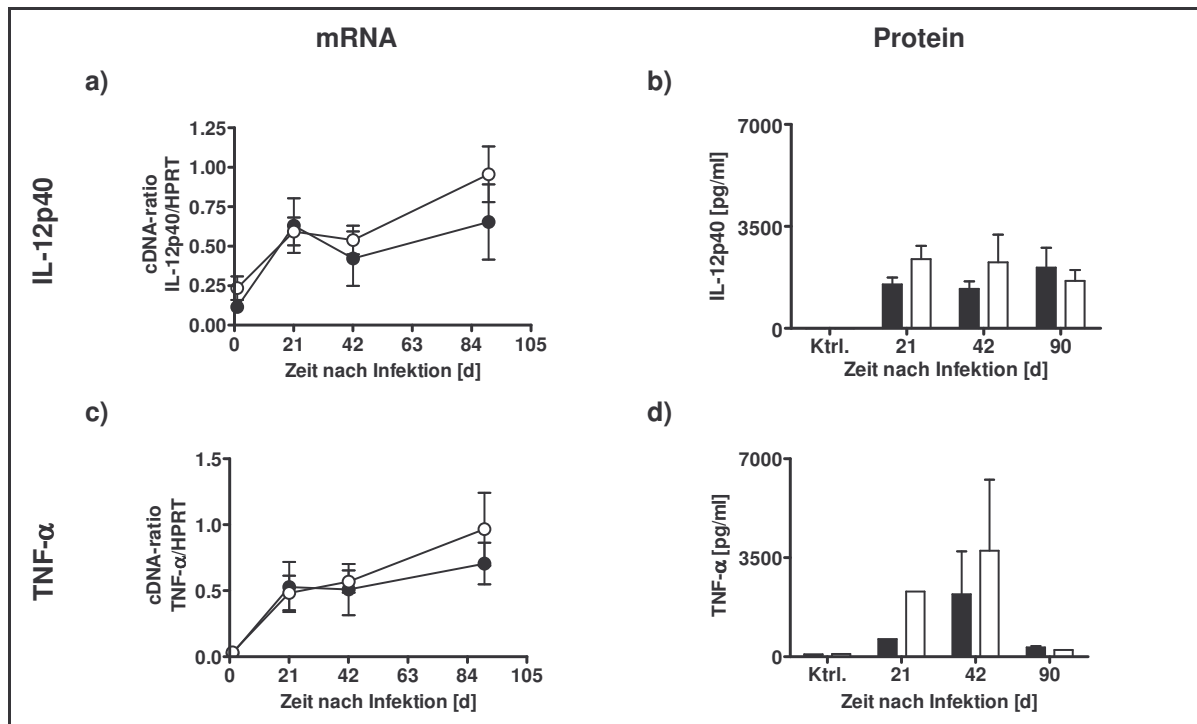 mRNA
Protein
a)
b)
IL-12p40
cDNA-ratio
IL-12p40/HPRT
1.25
1.00
0.75
0.50
0.25
0.00
0 21 42 63 84 105
Zeit nach Infektion [d]
IL-12p40 [pg/ml]
7000
3500
0
Ktrl. 21 42 90
Zeit nach Infektion [d]
c)
d)
TNF-α
cDNA-ratio
TNF-α/HPRT
1.5
1.0
0.5
0.0
0 21 42 63 84 105
Zeit nach Infektion [d]
TNF-α [pg/ml]
7000
3500
0
Ktrl. 21 42 90
Zeit nach Infektion [d]